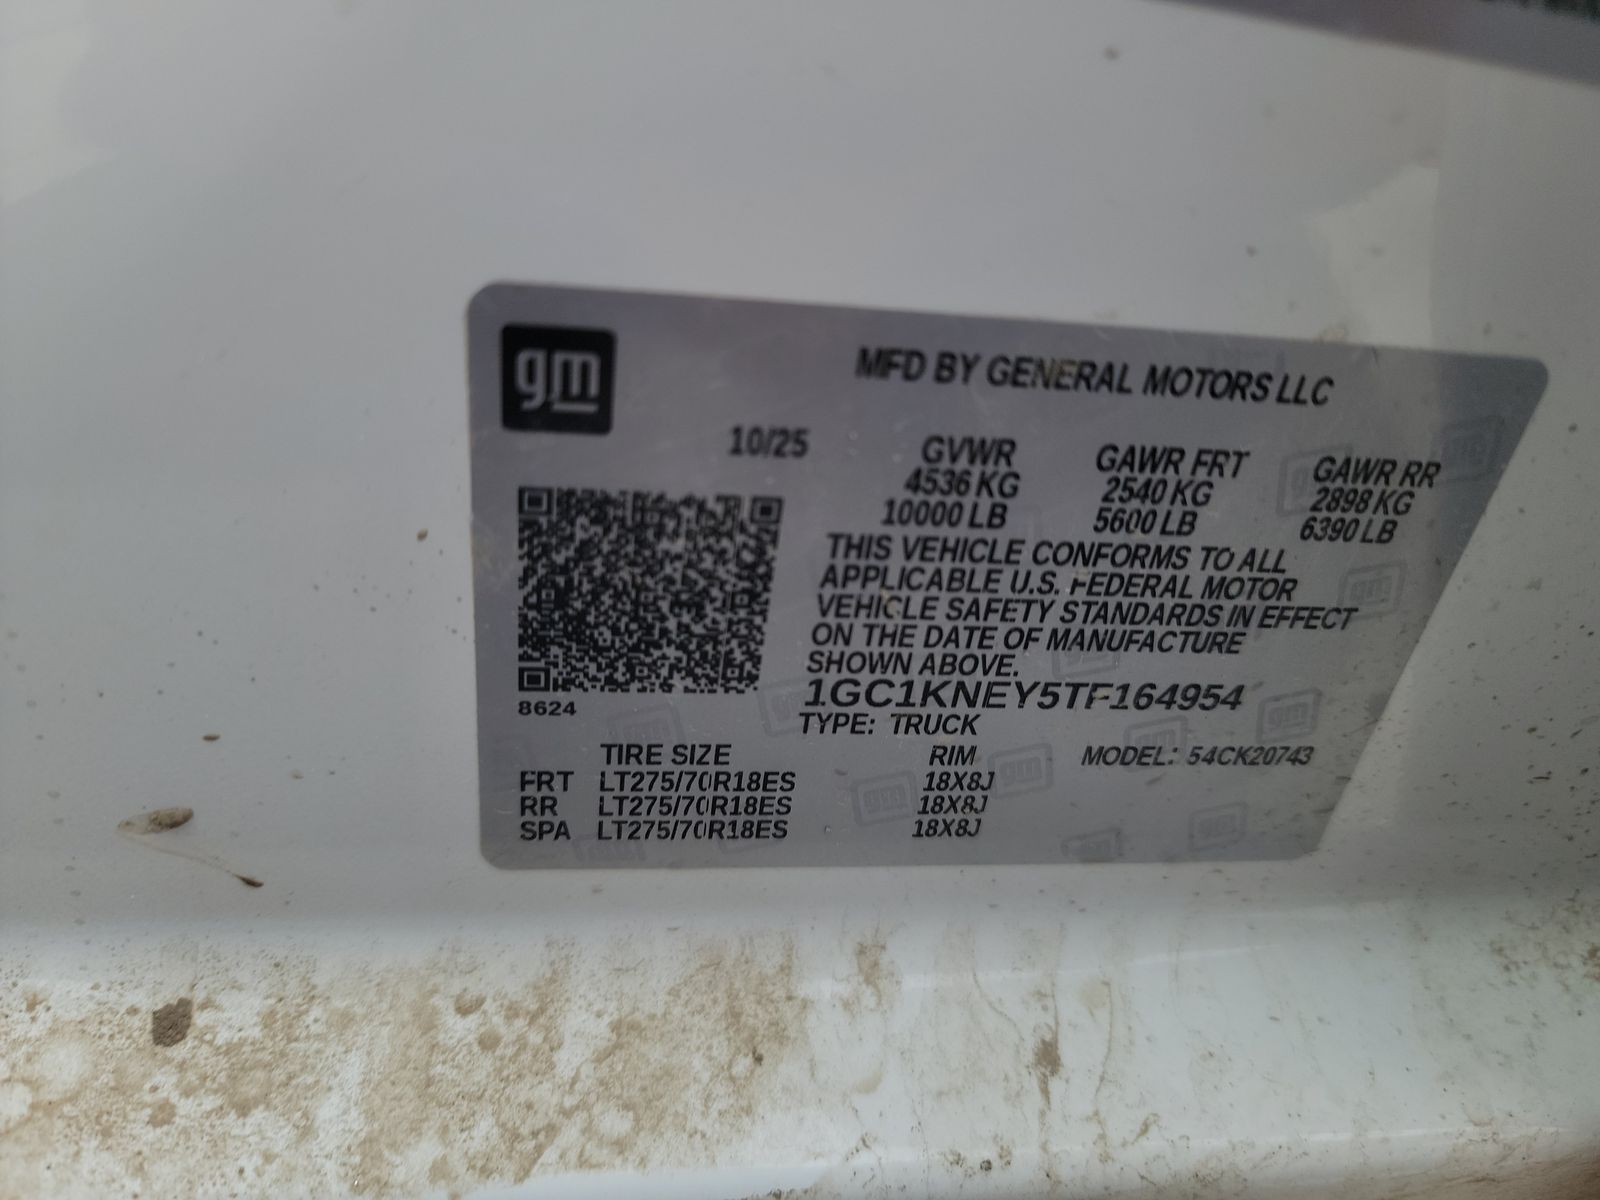 gm
MFD BY GENERAL MOTORS LLC
10/25 GVWR GAWR FRT GAWR RR
4536 KG 2540 KG 2898 KG
10000 LB 5600 LB 6390 LB
THIS VEHICLE CONFORMS TO ALL
APPLICABLE U.S. FEDERAL MOTOR
VEHICLE SAFETY STANDARDS IN EFFECT
ON THE DATE OF MANUFACTURE
SHOWN ABOVE.
1GC1KNEY5TF164954
8624
TYPE: TRUCK
TIRE SIZE RIM MODEL: 54CK20743
FRT LT275/70R18ES 18X8J
RR LT275/70R18ES 18X8J
SPA LT275/70R18ES 18X8J